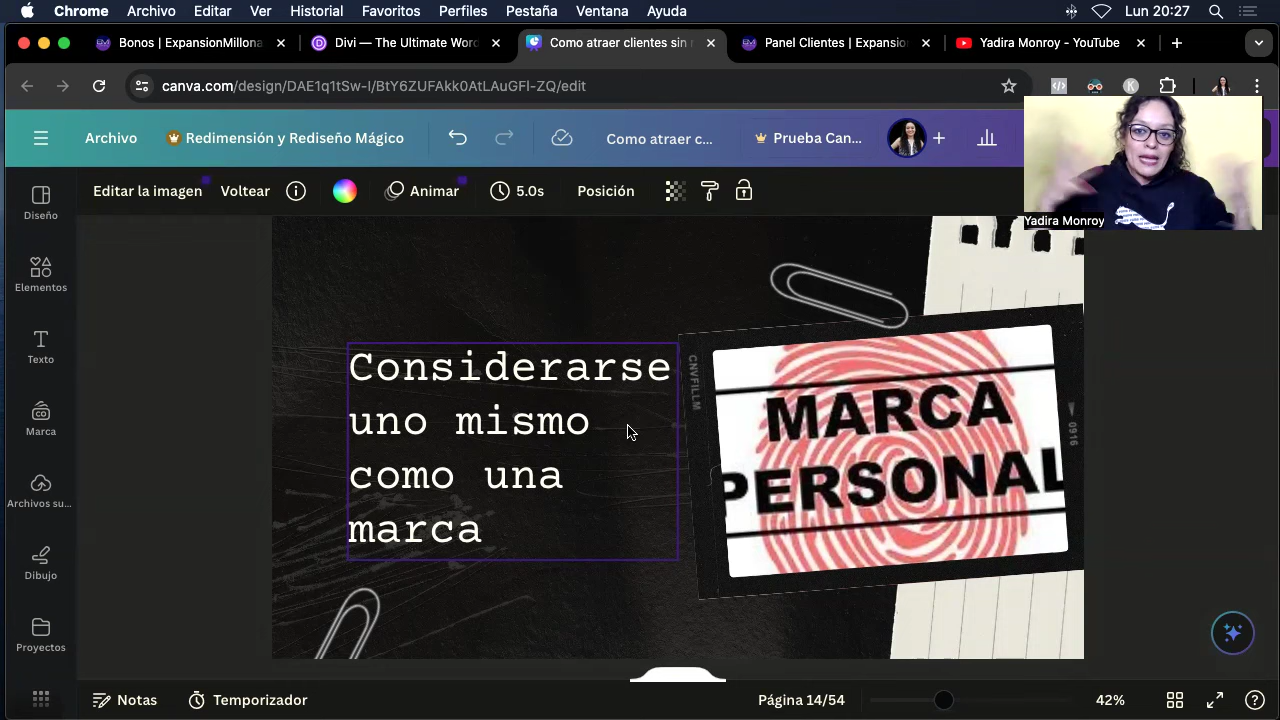 Chrome Archivo Editar Ver Historial Favoritos Perfiles Pestaña Ventana Ayuda Lun 20:27
Bonos | ExpansionMillona
Divi — The Ultimate Wor
Como atraer clientes sin
Panel Clientes | Expansio
Yadira Monroy - YouTube
canva.com/design/DAE1q1tSw-I/BtY6ZUFAkk0AtLAuGFI-ZQ/edit
Archivo Redimensión y Rediseño Mágico Como atraer c... Prueba Can...
Editar la imagen Voltear Animar 5.0s Posición
Yadira Monroy
Diseño
Elementos
Texto
Marca
Archivos su...
Dibujo
Proyectos
Considerarse
uno mismo
como una
marca
CNVFILLM
MARCA
PERSONAL
0916
Notas Temporizador Página 14/54 42%